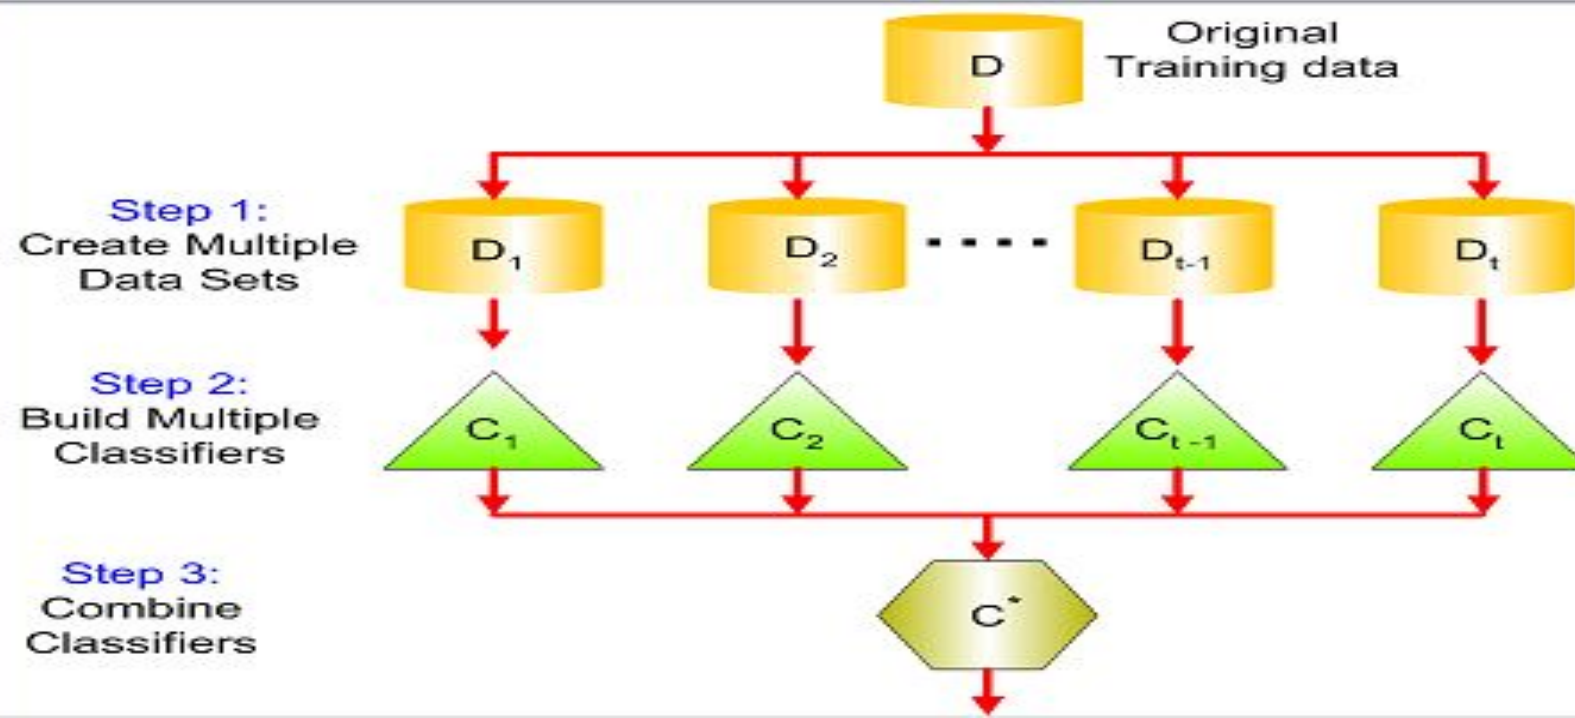 D
Original
Training data
Step 1:
Create Multiple
Data Sets
D₁
D₂
....
Dₜ₋₁
Dₜ
Step 2:
Build Multiple
Classifiers
C₁
C₂
Cₜ₋₁
Cₜ
Step 3:
Combine
Classifiers
C*